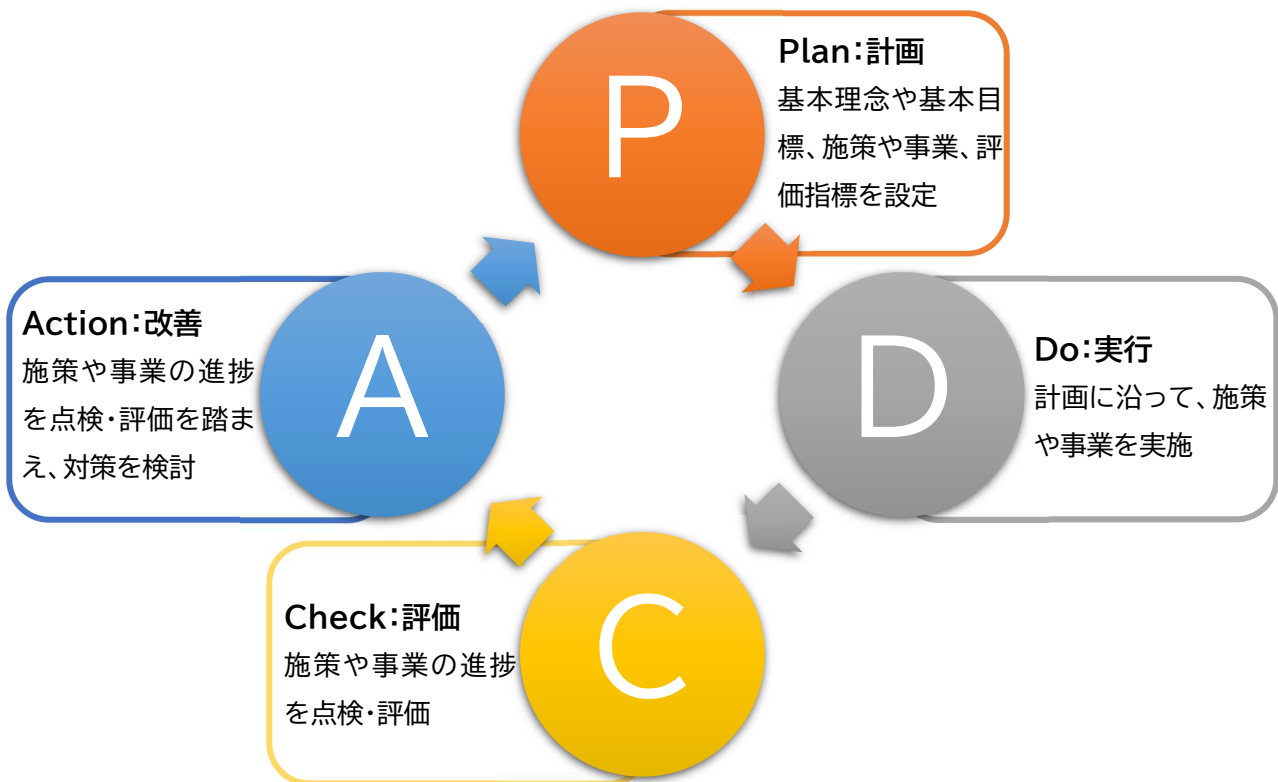 P
Plan：計画
基本理念や基本目
標、施策や事業、評
価指標を設定
D
Do：実行
計画に沿って、施策
や事業を実施
C
Check：評価
施策や事業の進捗
を点検・評価
A
Action：改善
施策や事業の進捗
を点検・評価を踏ま
え、対策を検討